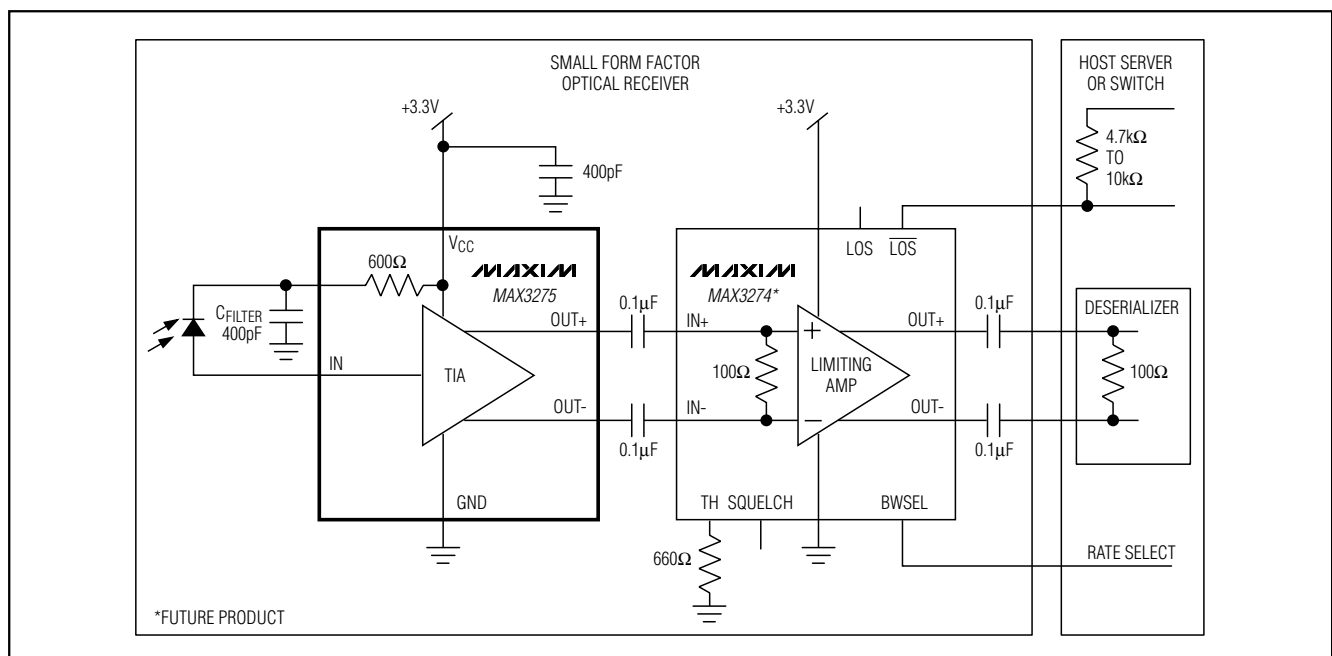 SMALL FORM FACTOR
OPTICAL RECEIVER
HOST SERVER
OR SWITCH
+3.3V
+3.3V
4.7kΩ
TO
10kΩ
400pF
VCC
LOS
LOS
600Ω
MAXIM
MAX3275
MAXIM
MAX3274*
CFILTER
400pF
0.1µF
0.1µF
OUT+
IN+
OUT+
DESERIALIZER
IN
TIA
100Ω
+
LIMITING
AMP
100Ω
OUT-
IN-
−
OUT-
0.1µF
0.1µF
GND
TH
SQUELCH
BWSEL
660Ω
RATE SELECT
*FUTURE PRODUCT